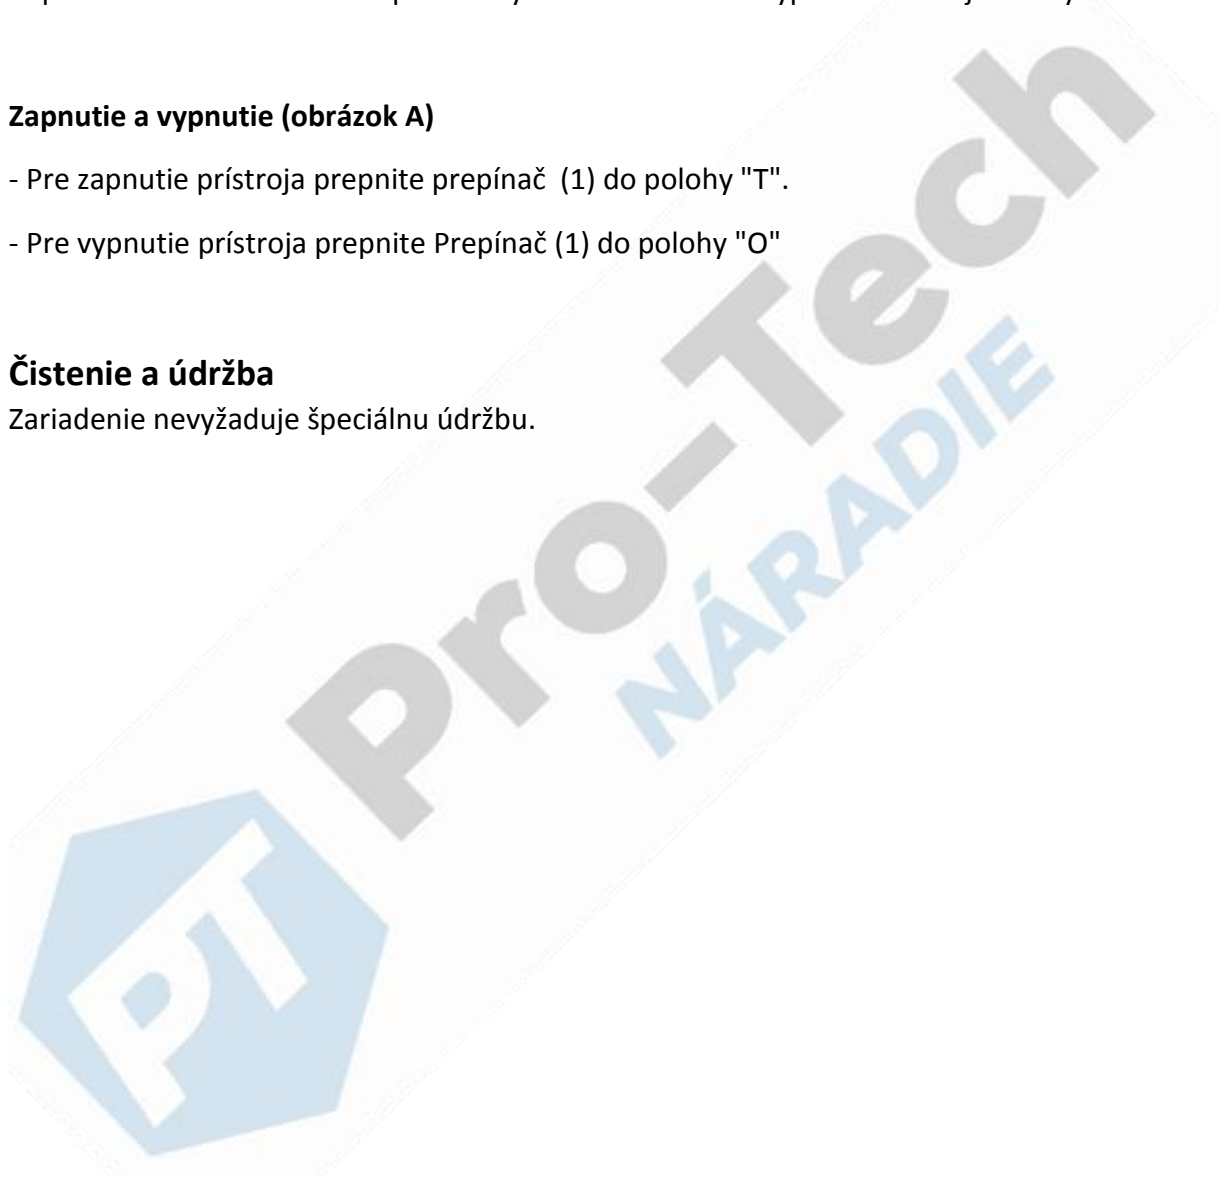 Zapnutie a vypnutie (obrázok A)
- Pre zapnutie prístroja prepnite prepínač  (1) do polohy "T".
- Pre vypnutie prístroja prepnite Prepínač (1) do polohy "O"
Čistenie a údržba
Zariadenie nevyžaduje špeciálnu údržbu.
Pro-Tech
NÁRADIE
PT